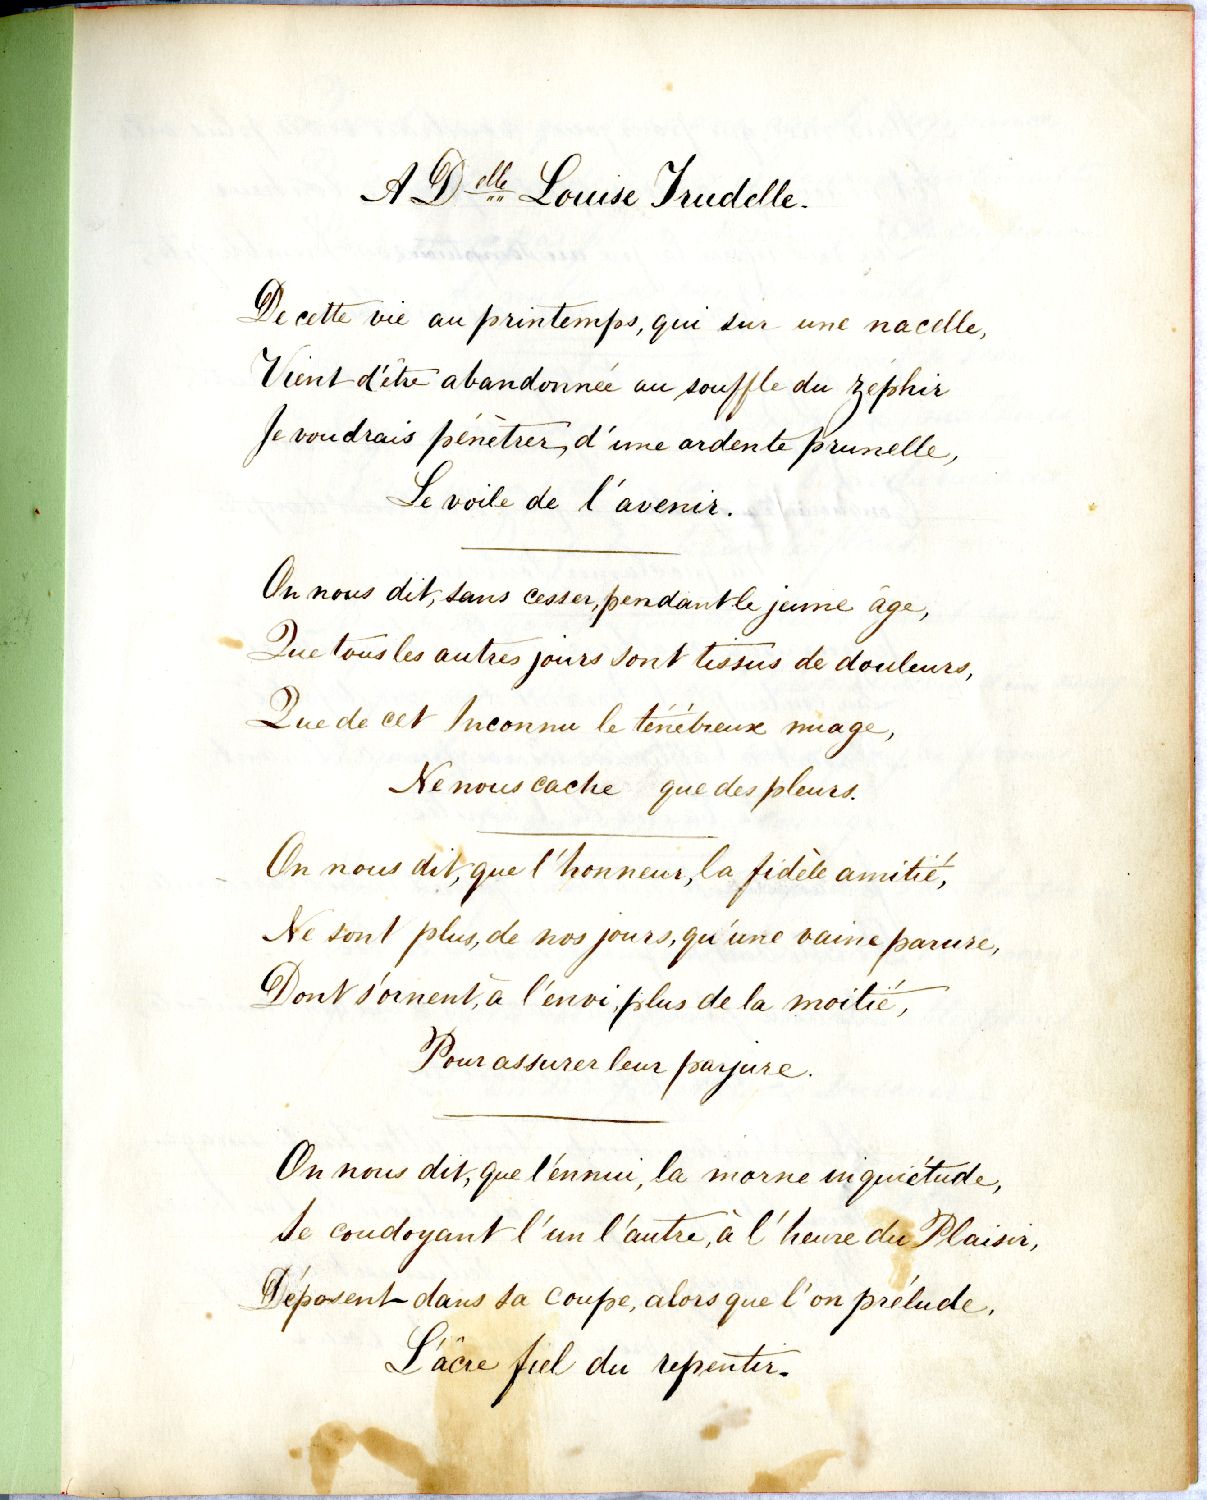 A Delle Louise Trudelle.
De cette vie au printemps, qui sur une nacelle,
Vient d'être abandonnée au souffle du zéphir
Je voudrais pénétrer, d'une ardente prunelle,
Le voile de l'avenir.
On nous dit, sans cesser, pendant le jeune âge,
Que tous les autres jours sont tissus de douleurs,
Que de cet Inconnu le ténébreux nuage,
Ne nous cache que des pleurs.
On nous dit, que l'honneur, la fidèle amitié,
Ne sont plus, de nos jours, qu'une vaine parure,
Dont s'ornent, à l'envi, plus de la moitié,
Pour assurer leur parjure.
On nous dit, que l'ennui, la morne inquiétude,
Se coudoyant l'un l'autre, à l'heure du Plaisir,
Déposent dans sa coupe, alors que l'on prélude,
L'âcre fiel du repentir.